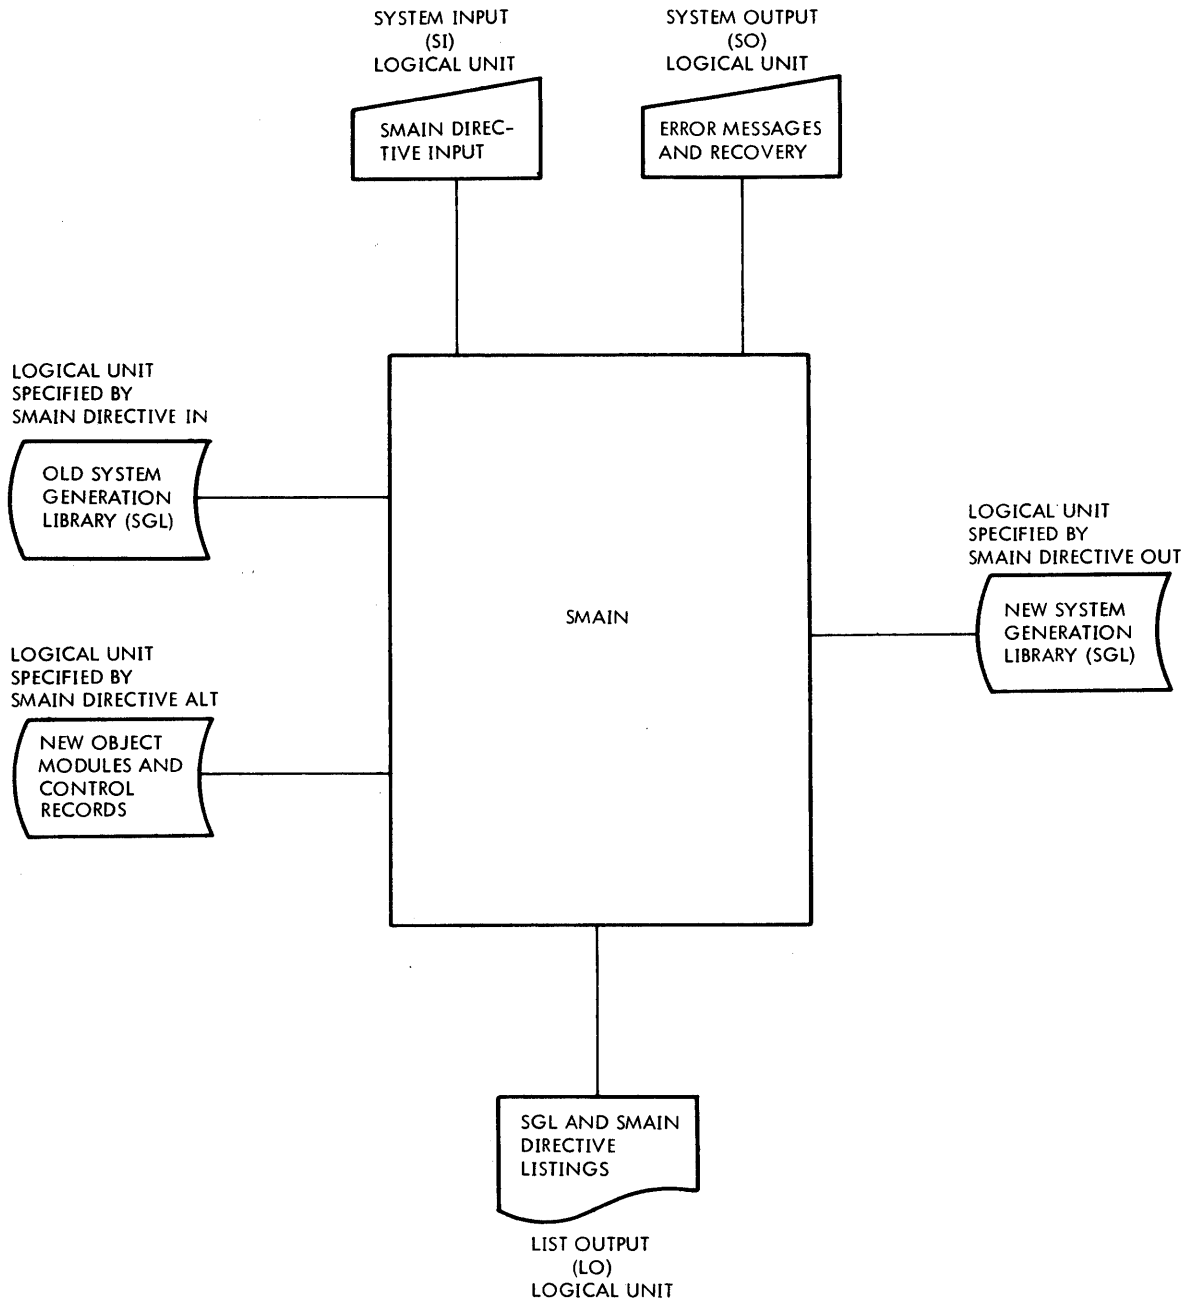 SYSTEM INPUT
(SI)
LOGICAL UNIT
SMAIN DIREC-
TIVE INPUT
SYSTEM OUTPUT
(SO)
LOGICAL UNIT
ERROR MESSAGES
AND RECOVERY
LOGICAL UNIT
SPECIFIED BY
SMAIN DIRECTIVE IN
OLD SYSTEM
GENERATION
LIBRARY (SGL)
LOGICAL UNIT
SPECIFIED BY
SMAIN DIRECTIVE ALT
NEW OBJECT
MODULES AND
CONTROL
RECORDS
SMAIN
LOGICAL UNIT
SPECIFIED BY
SMAIN DIRECTIVE OUT
NEW SYSTEM
GENERATION
LIBRARY (SGL)
SGL AND SMAIN
DIRECTIVE
LISTINGS
LIST OUTPUT
(LO)
LOGICAL UNIT